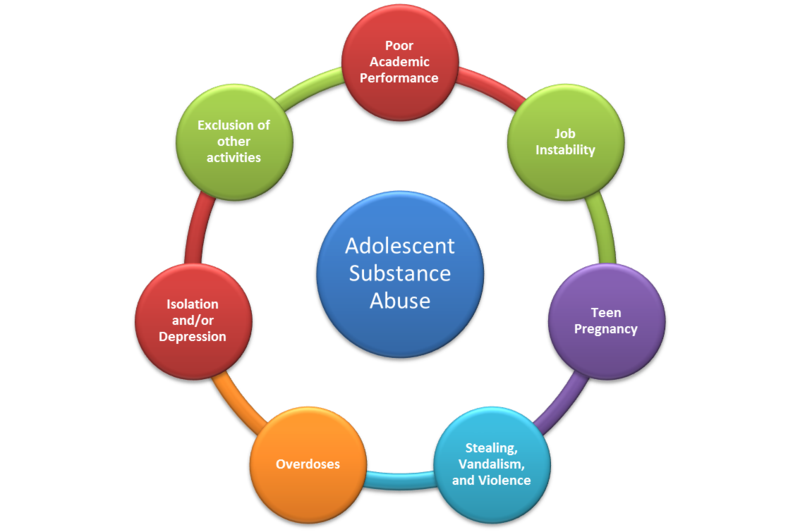 Poor
Academic
Performance
Job
Instability
Teen
Pregnancy
Stealing,
Vandalism,
and Violence
Overdoses
Isolation
and/or
Depression
Exclusion of
other
activities
Adolescent
Substance
Abuse